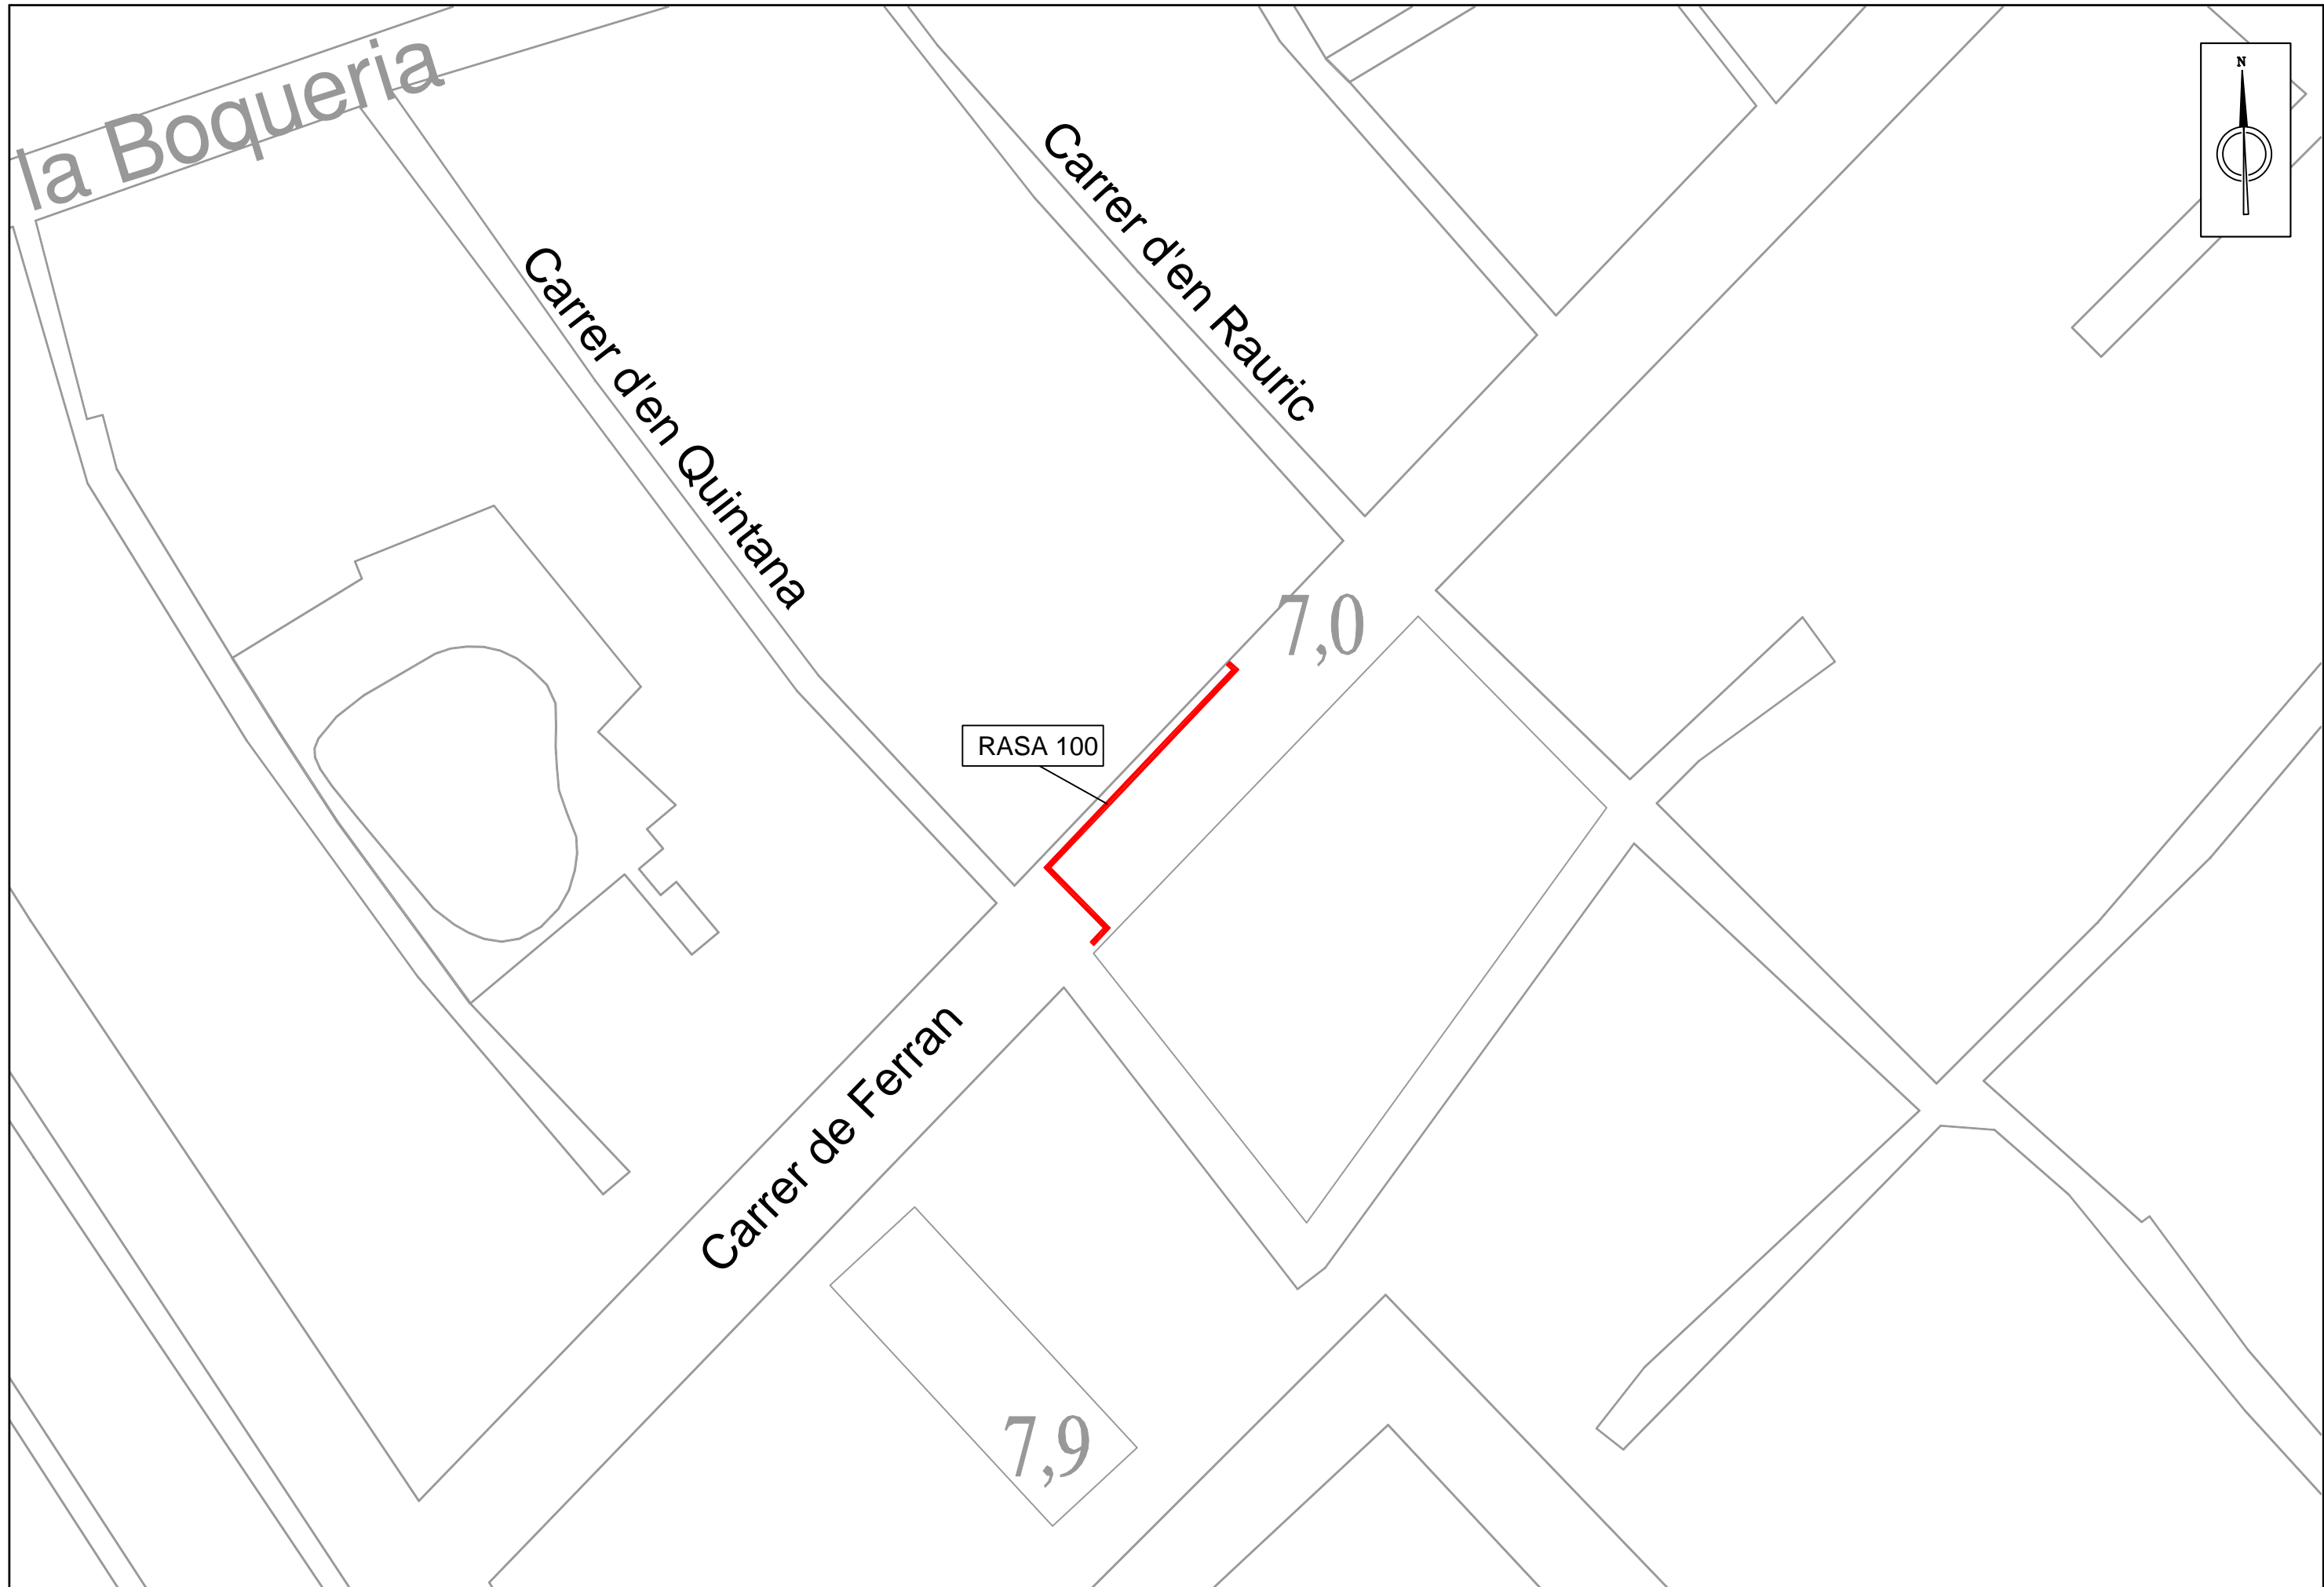 la Boqueria
N
Carrer d'en Rauric
Carrer d'en Quintana
7,0
RASA 100
Carrer de Ferran
7,9